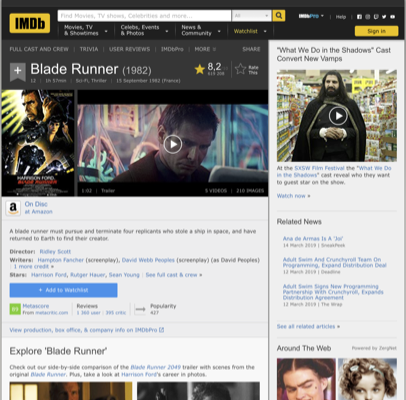 IMDb
Find Movies, TV shows, Celebrities and more...
All
IMDbPro
Help
Movies, TV
& Showtimes
Celebs, Events
& Photos
News &
Community
Watchlist
Sign in
FULL CAST AND CREW | TRIVIA | USER REVIEWS | IMDbPro | MORE
SHARE
Blade Runner (1982)
8,2
Rate
This
12 | 1h 57min | Sci-Fi, Thriller | 15 September 1982 (France)
HARRISON FORD
BLADE RUNNER
1:02 | Trailer
5 VIDEOS | 210 IMAGES
On Disc
at Amazon
A blade runner must pursue and terminate four replicants who stole a ship in space, and have
returned to Earth to find their creator.
Director: Ridley Scott
Writers: Hampton Fancher (screenplay), David Webb Peoples (screenplay) (as David Peoples)
| 1 more credit »
Stars: Harrison Ford, Rutger Hauer, Sean Young | See full cast & crew »
+ Add to Watchlist
Metascore
From metacritic.com
Reviews
1 360 user | 395 critic
Popularity
427
View production, box office, & company info on IMDbPro
Explore 'Blade Runner'
Check out our side-by-side comparison of the Blade Runner 2049 trailer with scenes from the
original Blade Runner. Plus, take a look at Harrison Ford's career in photos.
"What We Do in the Shadows" Cast
Convert New Vamps
At the SXSW Film Festival the "What We
Do in the Shadows" cast reveal who they want
to guest star on the show.
Watch now »
Related News
Ana de Armas Is A 'Jo'
14 March 2019 | SneakPeek
Adult Swim And Crunchyroll Team On
Programming, Expand Distribution Deal
12 March 2019 | Deadline
Adult Swim Signs New Programming
Partnership With Crunchyroll, Expands
Distribution Agreement
12 March 2019 | The Wrap
See all related articles »
Around The Web
Powered by ZergNet